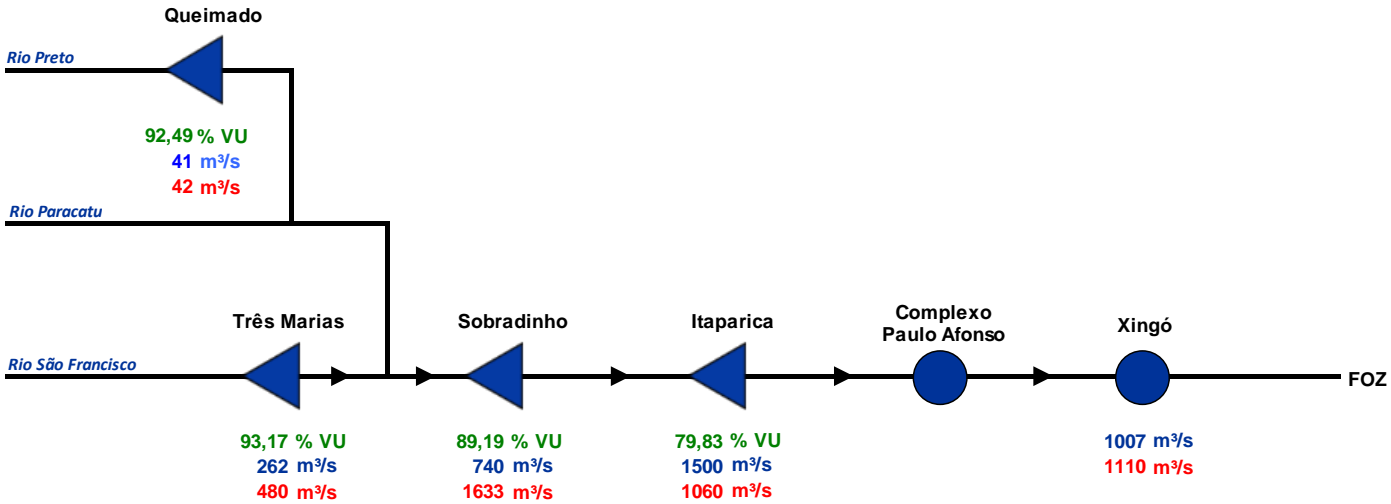 Queimado
Rio Preto
92,49 % VU
41 m³/s
42 m³/s
Rio Paracatu
Três Marias
Sobradinho
Itaparica
Complexo
Paulo Afonso
Xingó
Rio São Francisco
FOZ
93,17 % VU
262 m³/s
480 m³/s
89,19 % VU
740 m³/s
1633 m³/s
79,83 % VU
1500 m³/s
1060 m³/s
1007 m³/s
1110 m³/s